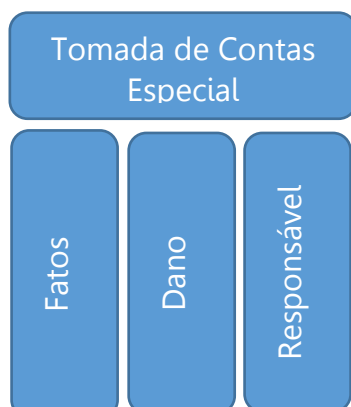 Tomada de Contas
Especial
Fatos
Dano
Responsável